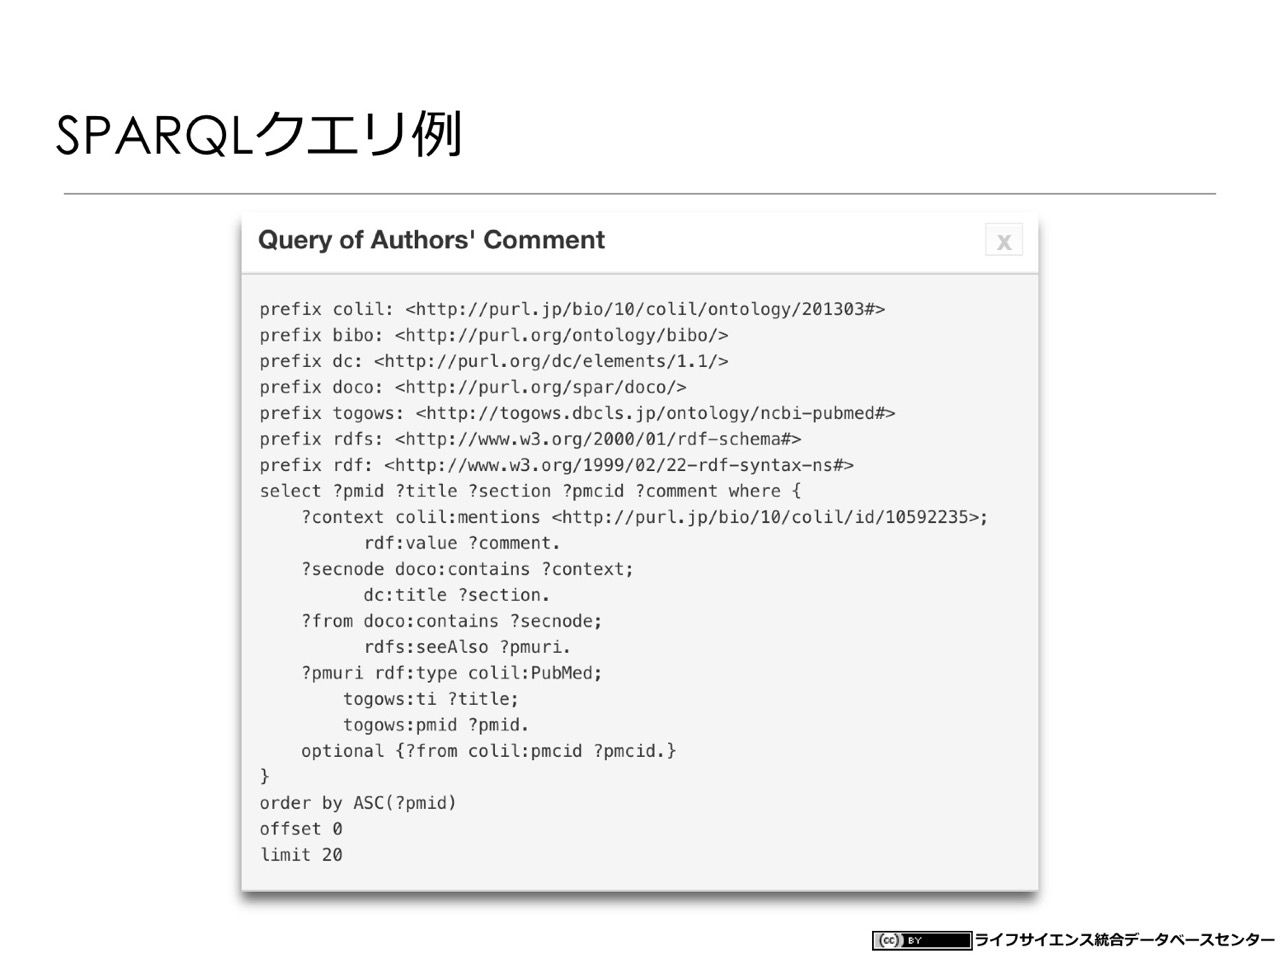 SPARQLクエリ例
Query of Authors' Comment
x
prefix colil: <http://purl.jp/bio/10/colil/ontology/201303#>
prefix bibo: <http://purl.org/ontology/bibo/>
prefix dc: <http://purl.org/dc/elements/1.1/>
prefix doco: <http://purl.org/spar/doco/>
prefix togows: <http://togows.dbcls.jp/ontology/ncbi-pubmed#>
prefix rdfs: <http://www.w3.org/2000/01/rdf-schema#>
prefix rdf: <http://www.w3.org/1999/02/22-rdf-syntax-ns#>
select ?pmid ?title ?section ?pmcid ?comment where {
    ?context colil:mentions <http://purl.jp/bio/10/colil/id/10592235>;
          rdf:value ?comment.
    ?secnode doco:contains ?context;
          dc:title ?section.
    ?from doco:contains ?secnode;
          rdfs:seeAlso ?pmuri.
    ?pmuri rdf:type colil:PubMed;
        togows:ti ?title;
        togows:pmid ?pmid.
    optional {?from colil:pmcid ?pmcid.}
}
order by ASC(?pmid)
offset 0
limit 20
(cc) BY ライフサイエンス統合データベースセンター